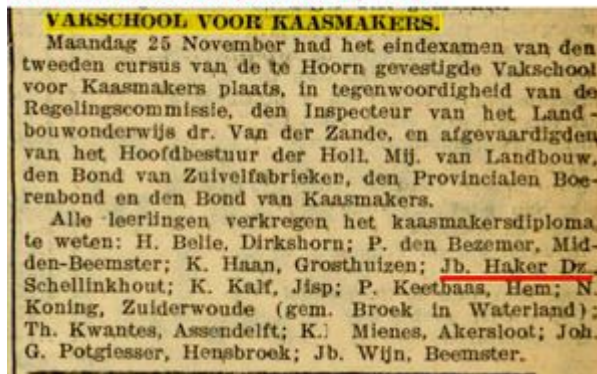 VAKSCHOOL VOOR KAASMAKERS.
Maandag 25 November had het eindexamen van den
tweeden cursus van de te Hoorn gevestigde Vakschool
voor Kaasmakers plaats, in tegenwoordigheid van de
Regelingscommissie, den Inspecteur van het Land-
bouwonderwijs dr. Van der Zande, en afgevaardigden
van het Hoofdbestuur der Holl. Mij. van Landbouw,
den Bond van Zuivelfabrieken, den Provincialen Boe-
renbond en den Bond van Kaasmakers.
Alle leerlingen verkregen het kaasmakersdiploma
te weten: H. Belie, Dirkshorn; P. den Bezemer, Mid-
den-Beemster; K. Haan, Grosthuizen; Jb. Haker Dz.,
Schellinkhout; K. Kalf, Jisp; P. Keetbaas, Hem; N.
Koning, Zuiderwoude (gem. Broek in Waterland);
Th. Kwantes, Assendelft; K. Mienes, Akersloot; Joh.
G. Potgiesser, Hensbroek; Jb. Wijn, Beemster.